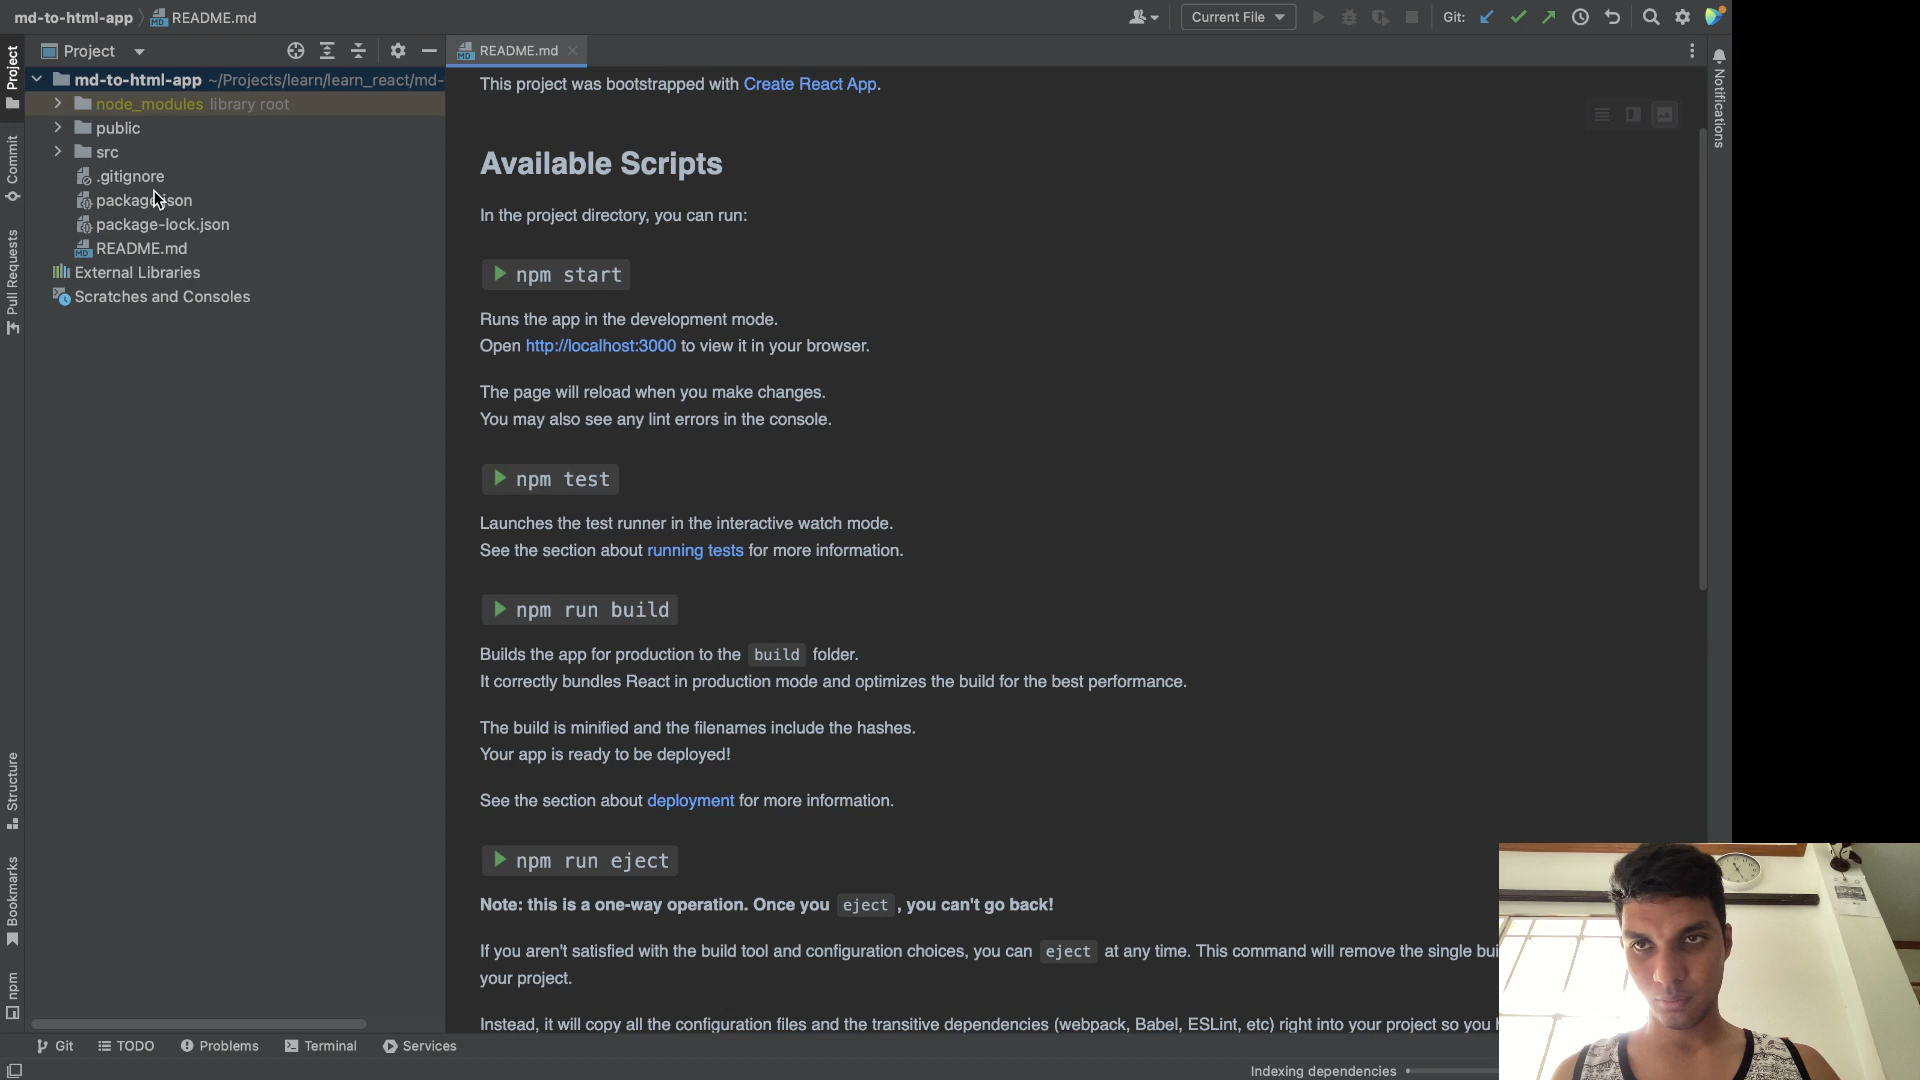 md-to-html-app
README.md
Current File
Git:
Project
README.md
md-to-html-app ~/Projects/learn/learn_react/md-
node_modules library root
public
src
.gitignore
package.json
package-lock.json
README.md
External Libraries
Scratches and Consoles
Project
Commit
Pull Requests
Structure
Bookmarks
npm
This project was bootstrapped with Create React App.
Available Scripts
In the project directory, you can run:
npm start
Runs the app in the development mode.
Open http://localhost:3000 to view it in your browser.
The page will reload when you make changes.
You may also see any lint errors in the console.
npm test
Launches the test runner in the interactive watch mode.
See the section about running tests for more information.
npm run build
Builds the app for production to the build folder.
It correctly bundles React in production mode and optimizes the build for the best performance.
The build is minified and the filenames include the hashes.
Your app is ready to be deployed!
See the section about deployment for more information.
npm run eject
Note: this is a one-way operation. Once you eject , you can't go back!
If you aren't satisfied with the build tool and configuration choices, you can eject at any time. This command will remove the single
your project.
Instead, it will copy all the configuration files and the transitive dependencies (webpack, Babel, ESLint, etc) right into your project so you
Notifications
Git
TODO
Problems
Terminal
Services
Indexing dependencies